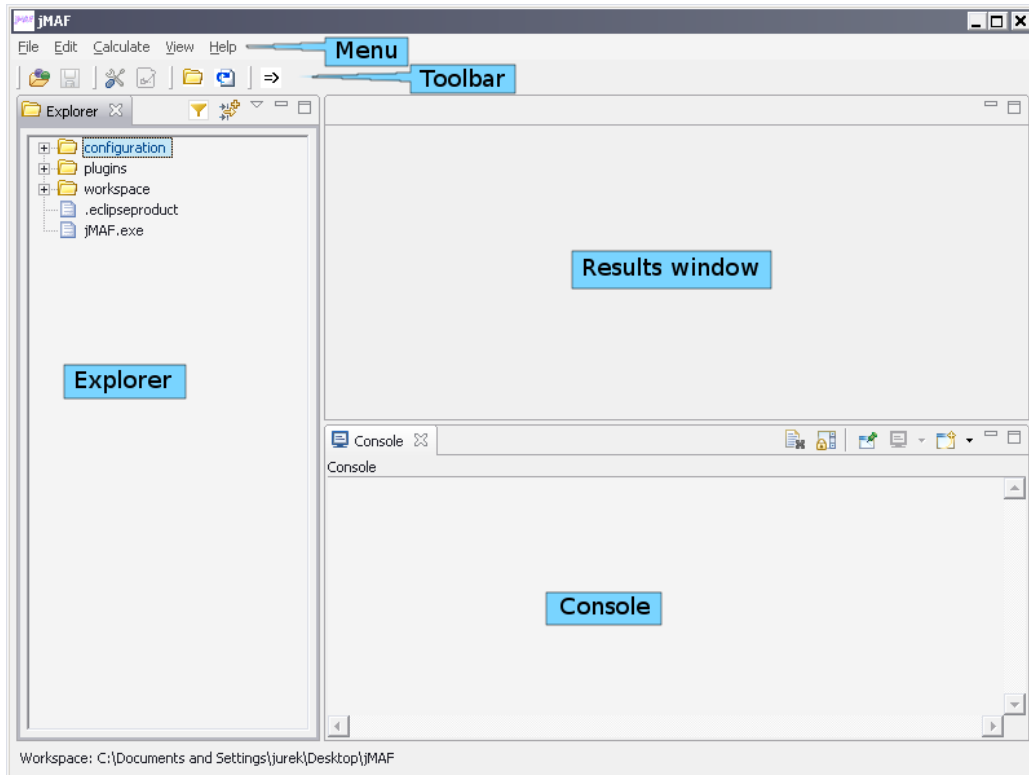 jMAF
File Edit Calculate View Help
Menu
Toolbar
Explorer
configuration
plugins
workspace
.eclipseproduct
jMAF.exe
Explorer
Results window
Console
Console
Console
Workspace: C:\Documents and Settings\jurek\Desktop\jMAF